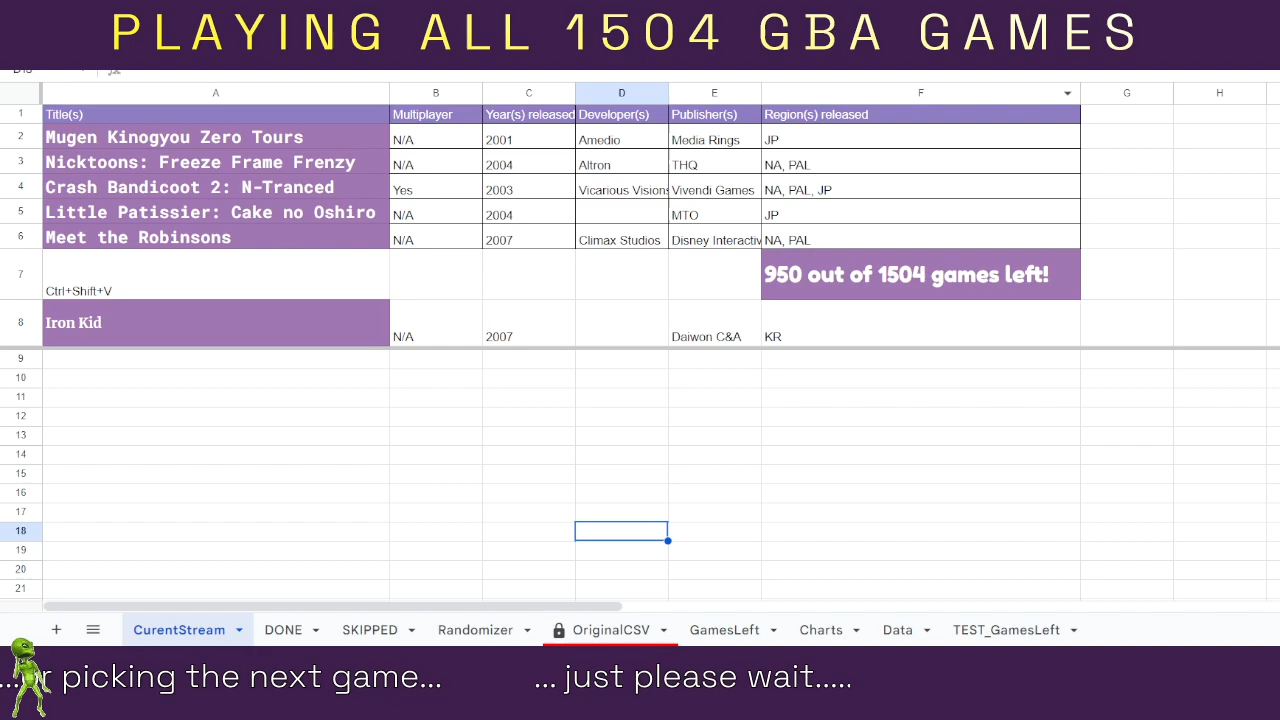 PLAYING ALL 1504 GBA GAMES
A B C D E F G H
1 Title(s) Multiplayer Year(s) released Developer(s) Publisher(s) Region(s) released
2 Mugen Kinogyou Zero Tours N/A 2001 Amedio Media Rings JP
3 Nicktoons: Freeze Frame Frenzy N/A 2004 Altron THQ NA, PAL
4 Crash Bandicoot 2: N-Tranced Yes 2003 Vicarious Visions Vivendi Games NA, PAL, JP
5 Little Patissier: Cake no Oshiro N/A 2004 MTO JP
6 Meet the Robinsons N/A 2007 Climax Studios Disney Interactiv NA, PAL
7 Ctrl+Shift+V 950 out of 1504 games left!
8 Iron Kid N/A 2007 Daiwon C&A KR
9
10
11
12
13
14
15
16
17
18
19
20
21
+ CurentStream DONE SKIPPED Randomizer OriginalCSV GamesLeft Charts Data TEST_GamesLeft
picking the next game... ... just please wait.....